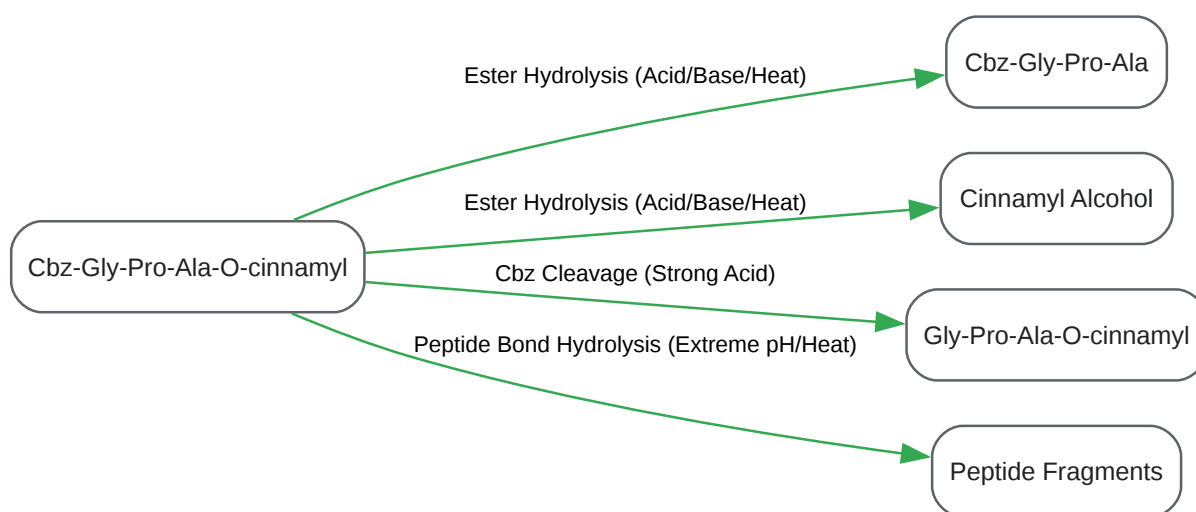 Cbz-Gly-Pro-Ala
Ester Hydrolysis (Acid/Base/Heat)
Cinnamyl Alcohol
Ester Hydrolysis (Acid/Base/Heat)
Cbz-Gly-Pro-Ala-O-cinnamyl
Cbz Cleavage (Strong Acid)
Gly-Pro-Ala-O-cinnamyl
Peptide Bond Hydrolysis (Extreme pH/Heat)
Peptide Fragments